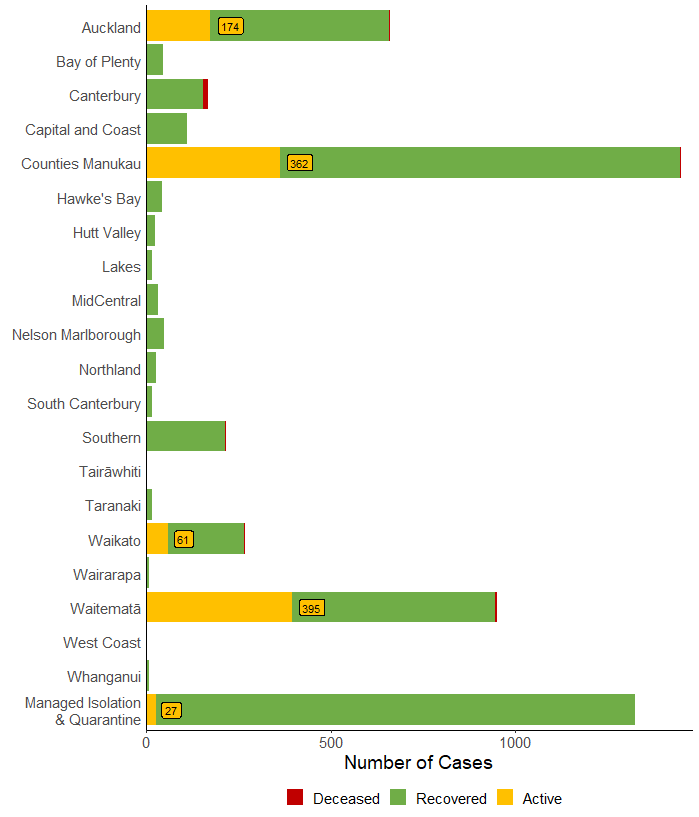 Auckland
174
Bay of Plenty
Canterbury
Capital and Coast
Counties Manukau
362
Hawke's Bay
Hutt Valley
Lakes
MidCentral
Nelson Marlborough
Northland
South Canterbury
Southern
Tairāwhiti
Taranaki
Waikato
61
Wairarapa
Waitematā
395
West Coast
Whanganui
Managed Isolation
& Quarantine
27
0 500 1000
Number of Cases
Deceased Recovered Active